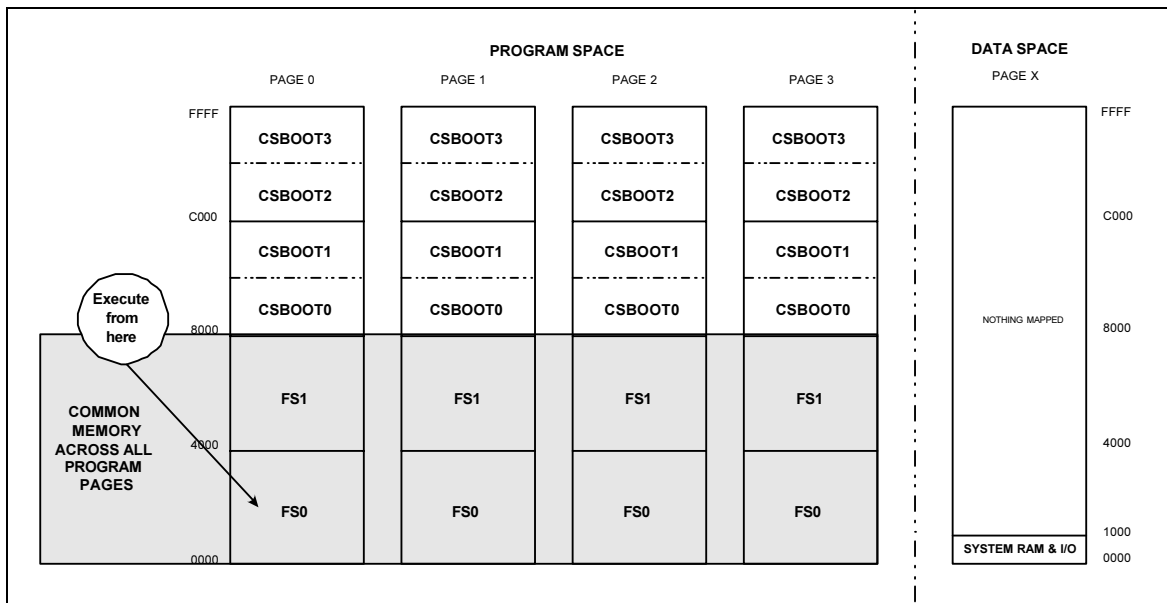 PROGRAM SPACE
DATA SPACE
PAGE 0
PAGE 1
PAGE 2
PAGE 3
PAGE X
FFFF
CSBOOT3
CSBOOT3
CSBOOT3
CSBOOT3
FFFF
CSBOOT2
CSBOOT2
CSBOOT2
CSBOOT2
C000
C000
CSBOOT1
CSBOOT1
CSBOOT1
CSBOOT1
Execute
from
here
CSBOOT0
CSBOOT0
CSBOOT0
CSBOOT0
NOTHING MAPPED
8000
8000
FS1
FS1
FS1
FS1
COMMON
MEMORY
ACROSS ALL
PROGRAM
PAGES
4000
4000
FS0
FS0
FS0
FS0
1000
SYSTEM RAM & I/O
0000
0000